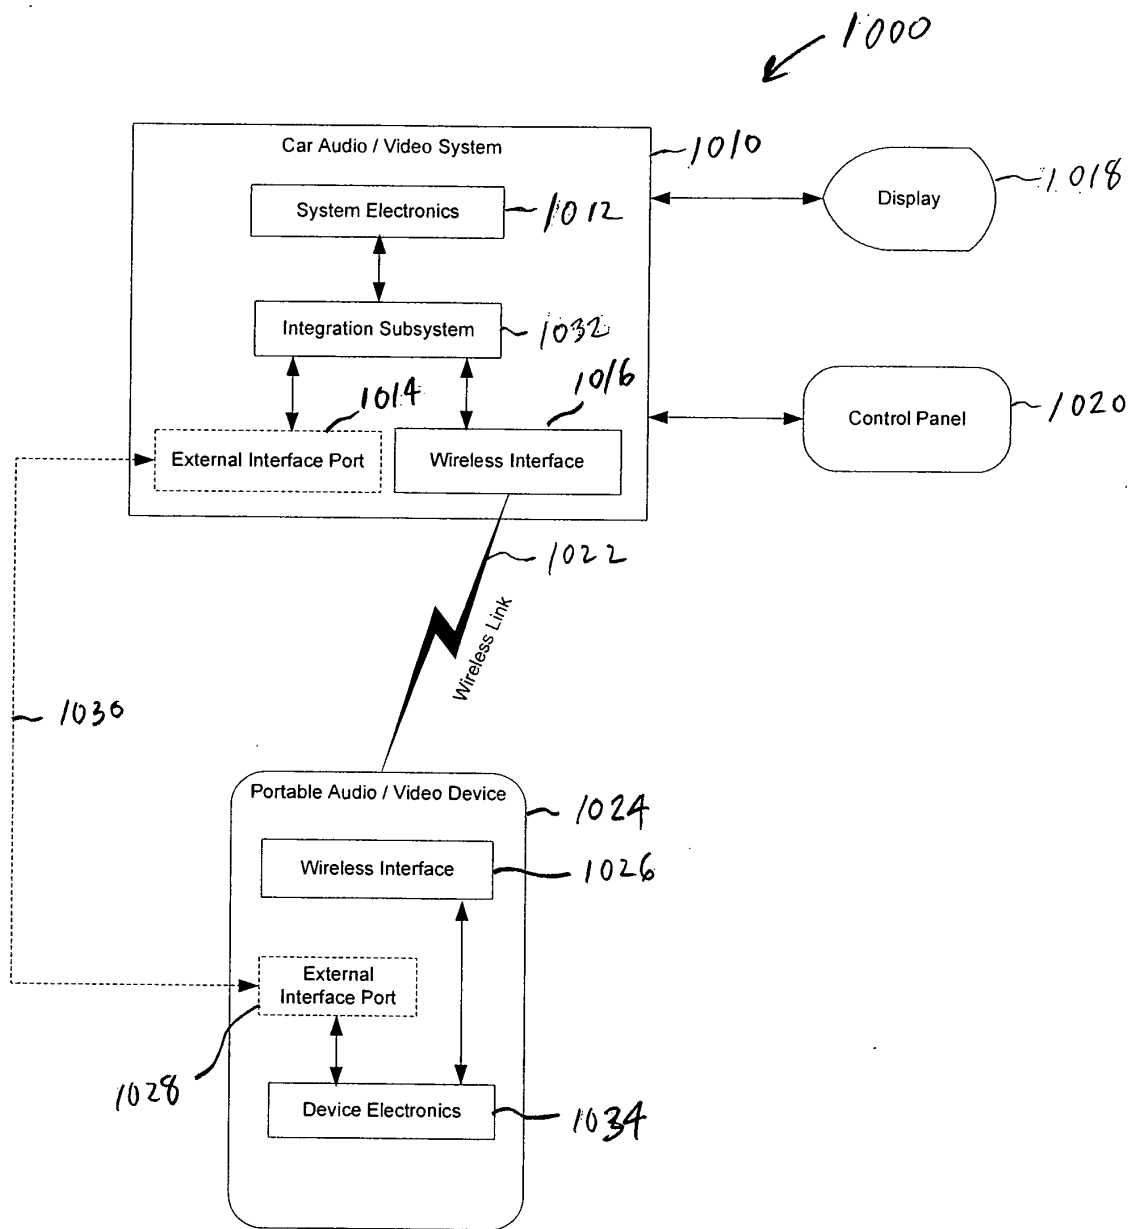 1000
Car Audio / Video System
1010
Display
1018
System Electronics
1012
Integration Subsystem
1032
1014
1016
Control Panel
1020
External Interface Port
Wireless Interface
1022
Wireless Link
1030
Portable Audio / Video Device
1024
Wireless Interface
1026
External
Interface Port
1028
Device Electronics
1034